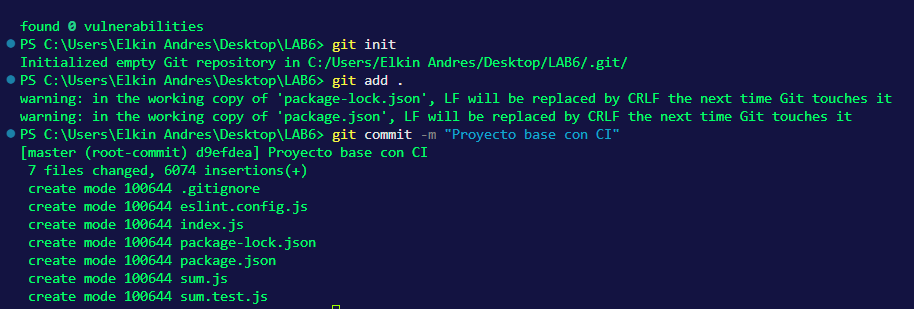 found 0 vulnerabilities
PS C:\Users\Elkin Andres\Desktop\LAB6> git init
Initialized empty Git repository in C:/Users/Elkin Andres/Desktop/LAB6/.git/
PS C:\Users\Elkin Andres\Desktop\LAB6> git add .
warning: in the working copy of 'package-lock.json', LF will be replaced by CRLF the next time Git touches it
warning: in the working copy of 'package.json', LF will be replaced by CRLF the next time Git touches it
PS C:\Users\Elkin Andres\Desktop\LAB6> git commit -m "Proyecto base con CI"
[master (root-commit) d9efdea] Proyecto base con CI
 7 files changed, 6074 insertions(+)
 create mode 100644 .gitignore
 create mode 100644 eslint.config.js
 create mode 100644 index.js
 create mode 100644 package-lock.json
 create mode 100644 package.json
 create mode 100644 sum.js
 create mode 100644 sum.test.js